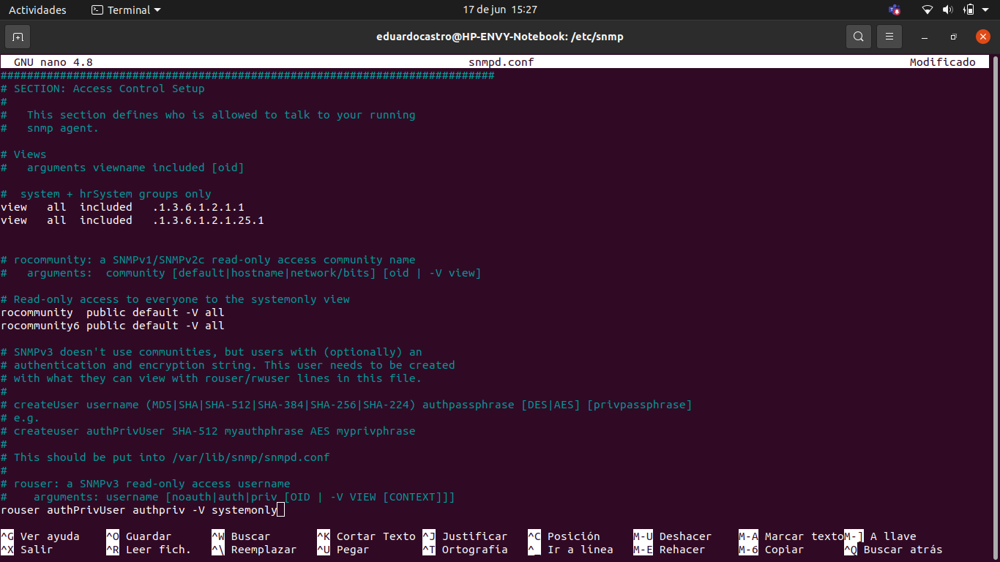 Actividades Terminal 17 de jun 15:27
eduardocastro@HP-ENVY-Notebook: /etc/snmp
GNU nano 4.8 snmpd.conf Modificado
###########################################################################
# SECTION: Access Control Setup
#
#   This section defines who is allowed to talk to your running
#   snmp agent.
# Views
#   arguments viewname included [oid]
#  system + hrSystem groups only
view   all  included   .1.3.6.1.2.1.1
view   all  included   .1.3.6.1.2.1.25.1
# rocommunity: a SNMPv1/SNMPv2c read-only access community name
#   arguments:  community [default|hostname|network/bits] [oid | -V view]
# Read-only access to everyone to the systemonly view
rocommunity  public default -V all
rocommunity6 public default -V all
# SNMPv3 doesn't use communities, but users with (optionally) an
# authentication and encryption string. This user needs to be created
# with what they can view with rouser/rwuser lines in this file.
#
# createUser username (MD5|SHA|SHA-512|SHA-384|SHA-256|SHA-224) authpassphrase [DES|AES] [privpassphrase]
# e.g.
# createuser authPrivUser SHA-512 myauthphrase AES myprivphrase
#
# This should be put into /var/lib/snmp/snmpd.conf
#
# rouser: a SNMPv3 read-only access username
#    arguments: username [noauth|auth|priv [OID | -V VIEW [CONTEXT]]]
rouser authPrivUser authpriv -V systemonly
^G Ver ayuda ^O Guardar ^W Buscar ^K Cortar Texto ^J Justificar ^C Posición M-U Deshacer M-A Marcar texto M-] A llave
^X Salir ^R Leer fich. ^\ Reemplazar ^U Pegar ^T Ortografía ^_ Ir a línea M-E Rehacer M-6 Copiar ^Q Buscar atrás